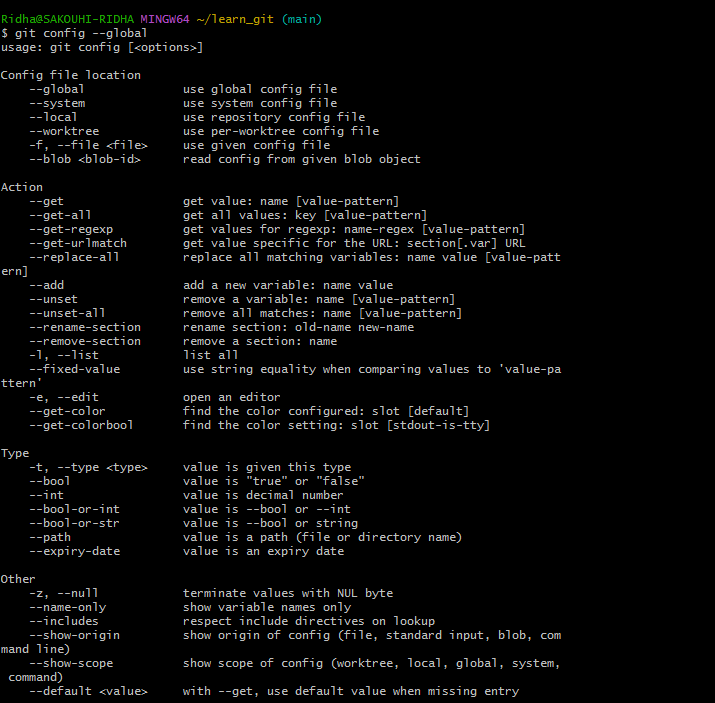 Ridha@SAKOUHI-RIDHA MINGW64 ~/learn_git (main)
$ git config --global
usage: git config [<options>]

Config file location
    --global              use global config file
    --system              use system config file
    --local               use repository config file
    --worktree            use per-worktree config file
    -f, --file <file>     use given config file
    --blob <blob-id>      read config from given blob object

Action
    --get                 get value: name [value-pattern]
    --get-all             get all values: key [value-pattern]
    --get-regexp          get values for regexp: name-regex [value-pattern]
    --get-urlmatch        get value specific for the URL: section[.var] URL
    --replace-all         replace all matching variables: name value [value-patt
ern]
    --add                 add a new variable: name value
    --unset               remove a variable: name [value-pattern]
    --unset-all           remove all matches: name [value-pattern]
    --rename-section      rename section: old-name new-name
    --remove-section      remove a section: name
    -l, --list            list all
    --fixed-value         use string equality when comparing values to 'value-pa
ttern'
    -e, --edit            open an editor
    --get-color           find the color configured: slot [default]
    --get-colorbool       find the color setting: slot [stdout-is-tty]

Type
    -t, --type <type>     value is given this type
    --bool                value is "true" or "false"
    --int                 value is decimal number
    --bool-or-int         value is --bool or --int
    --bool-or-str         value is --bool or string
    --path                value is a path (file or directory name)
    --expiry-date         value is an expiry date

Other
    -z, --null            terminate values with NUL byte
    --name-only           show variable names only
    --includes            respect include directives on lookup
    --show-origin         show origin of config (file, standard input, blob, com
mand line)
    --show-scope          show scope of config (worktree, local, global, system,
 command)
    --default <value>     with --get, use default value when missing entry